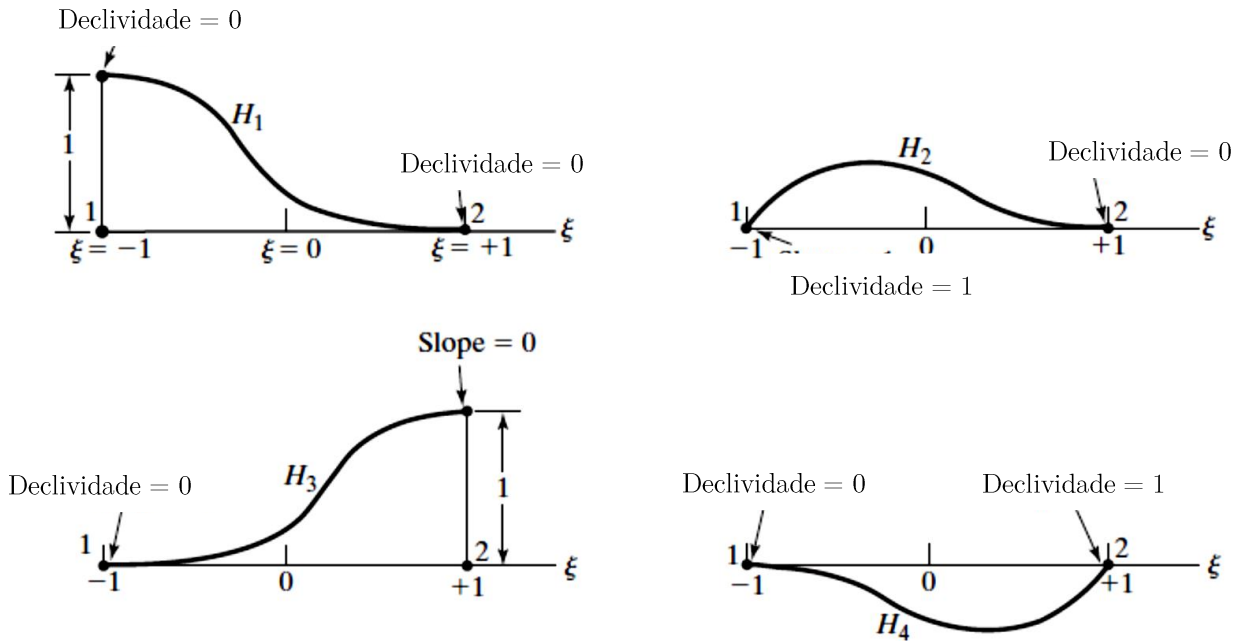 Declividade = 0
H₁
1
Declividade = 0
1
2
ξ = −1
ξ = 0
ξ = +1
ξ
H₂
Declividade = 0
1
2
−1
0
+1
ξ
Declividade = 1
Slope = 0
Declividade = 0
H₃
1
1
2
−1
0
+1
ξ
Declividade = 0
Declividade = 1
1
2
−1
0
+1
ξ
H₄